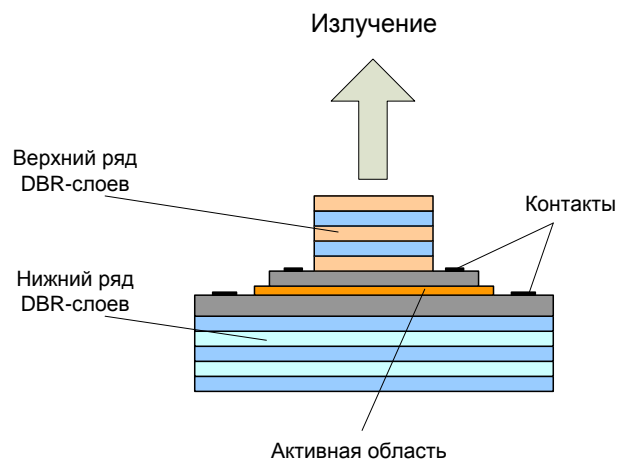 Излучение
Верхний ряд
DBR-слоев
Контакты
Нижний ряд
DBR-слоев
Активная область